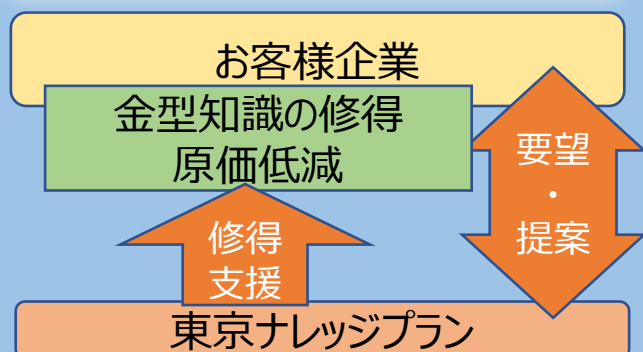 お客様企業
金型知識の修得
原価低減
要望
・
提案
修得
支援
東京ナレッジプラン